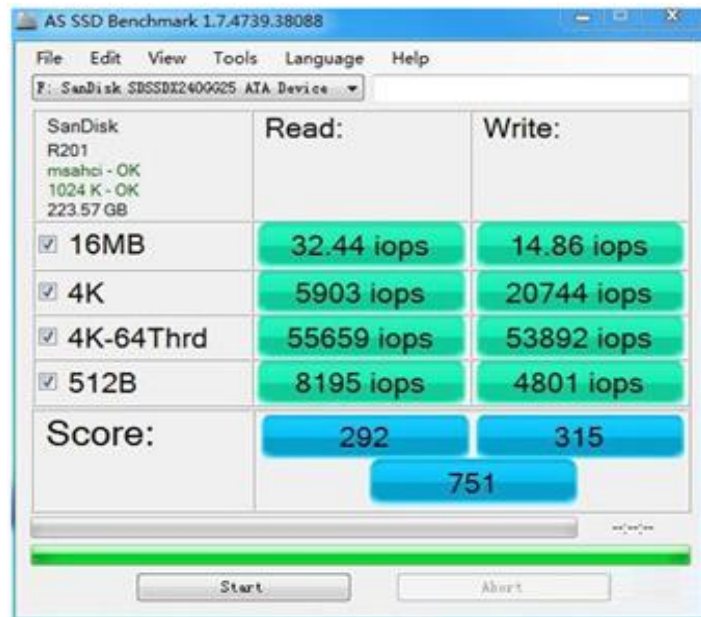 AS SSD Benchmark 1.7.4739.38088
File Edit View Tools Language Help
F: SanDisk SDSSDX240GG25 ATA Device
SanDisk
R201
msahci - OK
1024 K - OK
223.57 GB
Read:
Write:
16MB
32.44 iops
14.86 iops
4K
5903 iops
20744 iops
4K-64Thrd
55659 iops
53892 iops
512B
8195 iops
4801 iops
Score:
292
315
751
--:--:--
Start
Abort